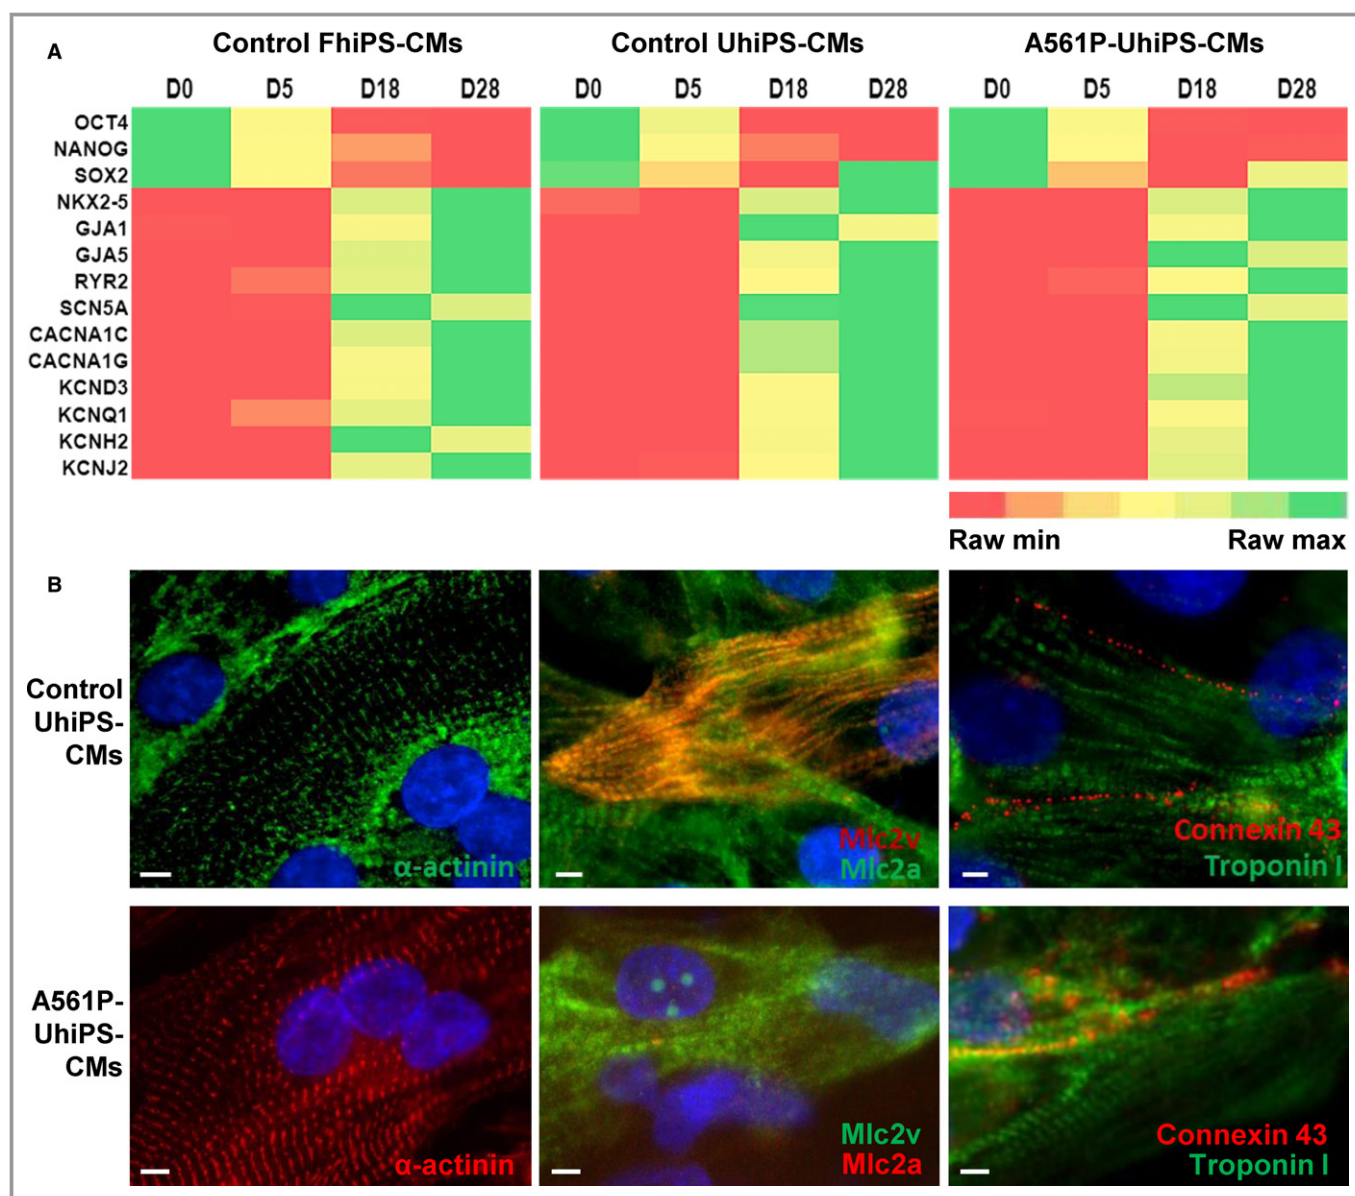 A
Control FhiPS-CMs
Control UhiPS-CMs
A561P-UhiPS-CMs
D0 D5 D18 D28
D0 D5 D18 D28
D0 D5 D18 D28
OCT4
NANOG
SOX2
NKX2-5
GJA1
GJA5
RYR2
SCN5A
CACNA1C
CACNA1G
KCND3
KCNQ1
KCNH2
KCNJ2
Raw min
Raw max
B
Control
UhiPS-
CMs
α-actinin
Mlc2v
Mlc2a
Connexin 43
Troponin I
A561P-
UhiPS-
CMs
α-actinin
Mlc2v
Mlc2a
Connexin 43
Troponin I